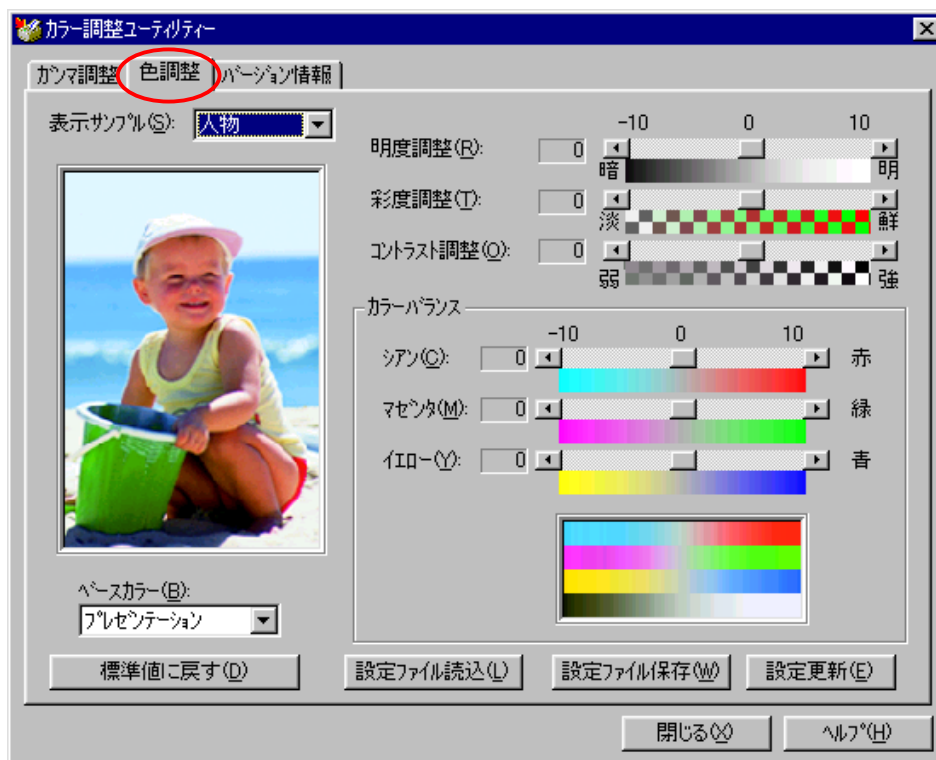 カラー調整ユーティリティー
ガンマ調整 色調整 バージョン情報
表示サンプル(S): 人物
-10 0 10
明度調整(R): 0
暗 明
彩度調整(T): 0
淡 鮮
コントラスト調整(O): 0
弱 強
カラーバランス
-10 0 10
シアン(C): 0 赤
マゼンタ(M): 0 緑
イエロー(Y): 0 青
ベースカラー(B):
プレゼンテーション
標準値に戻す(D) 設定ファイル読込(L) 設定ファイル保存(W) 設定更新(E)
閉じる(X) ヘルプ(H)